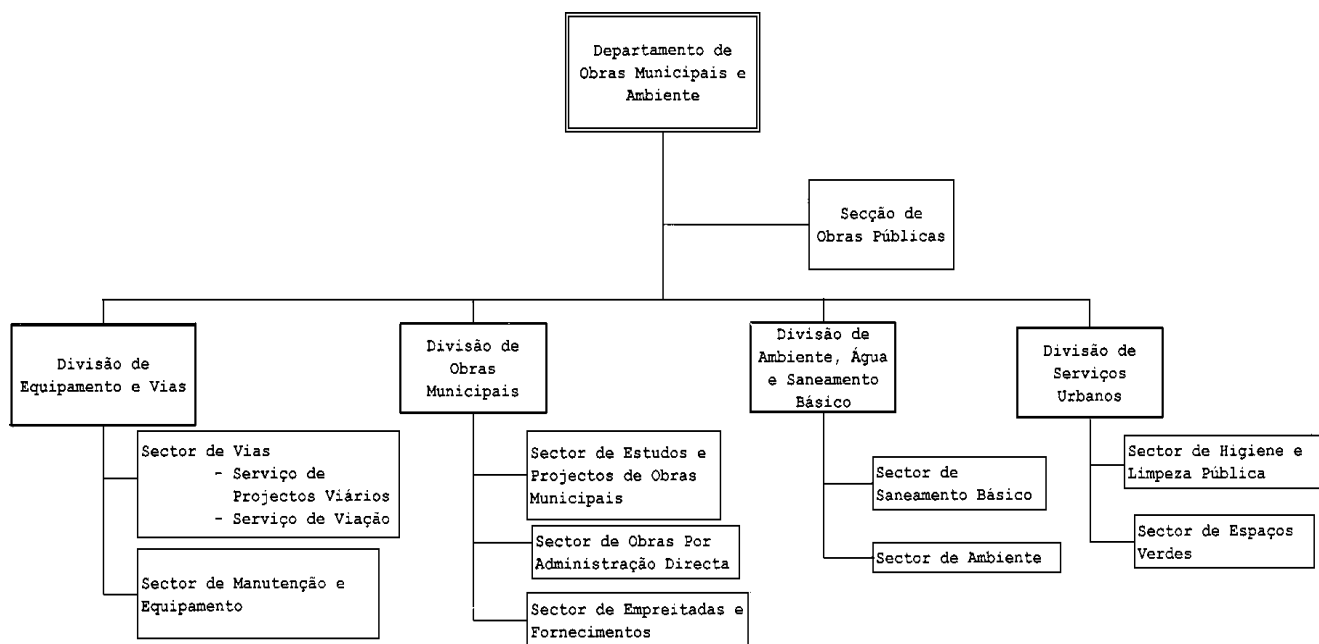 Departamento de
Obras Municipais e
Ambiente
Secção de
Obras Públicas
Divisão de
Equipamento e Vias
Sector de Vias
- Serviço de
Projectos Viários
- Serviço de Viação
Sector de Manutenção e
Equipamento
Divisão de
Obras
Municipais
Sector de Estudos e
Projectos de Obras
Municipais
Sector de Obras Por
Administração Directa
Sector de Empreitadas e
Fornecimentos
Divisão de
Ambiente, Água
e Saneamento
Básico
Sector de
Saneamento Básico
Sector de Ambiente
Divisão de
Serviços
Urbanos
Sector de Higiene e
Limpeza Pública
Sector de Espaços
Verdes